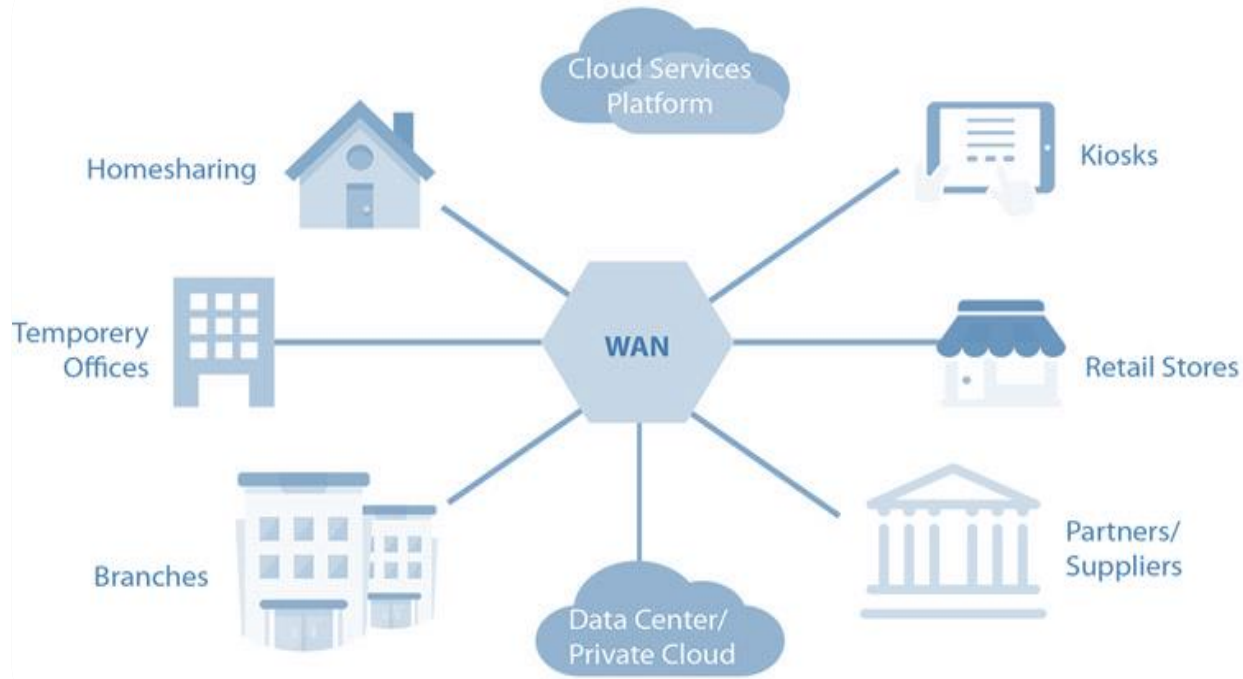 Cloud Services
Platform
Homesharing
Kiosks
Temporery
Offices
WAN
Retail Stores
Branches
Partners/
Suppliers
Data Center/
Private Cloud